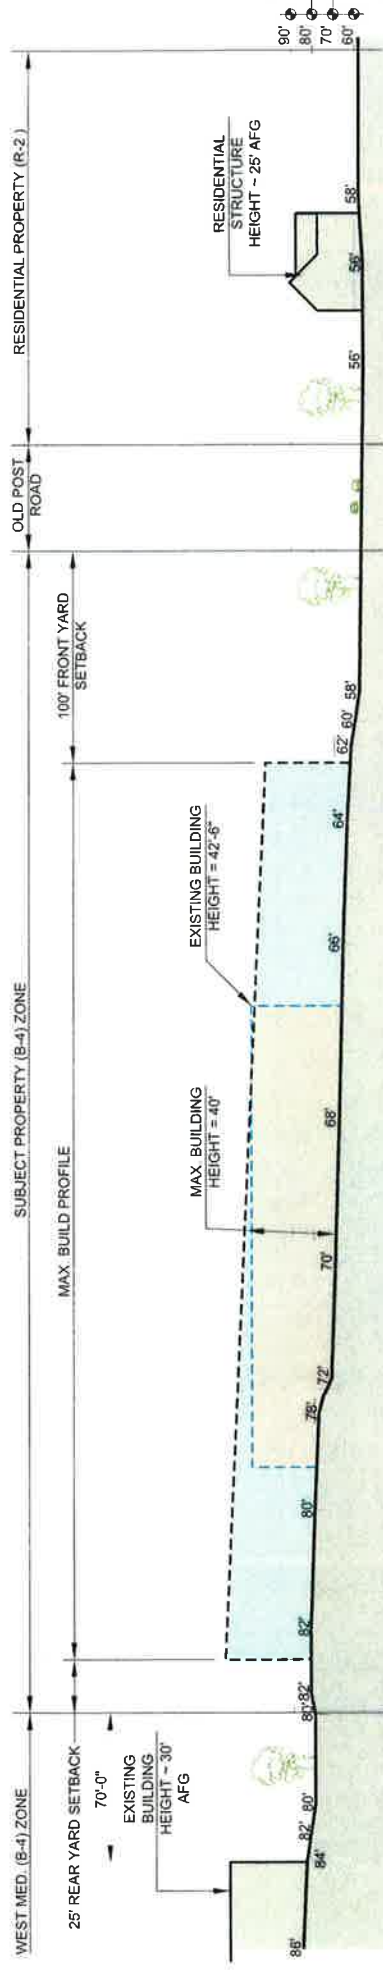 WEST MED. (B-4) ZONE
SUBJECT PROPERTY (B-4) ZONE
OLD POST
ROAD
RESIDENTIAL PROPERTY (R-2 )
25' REAR YARD SETBACK
MAX. BUILD PROFILE
100' FRONT YARD
SETBACK
70'-0"
EXISTING
BUILDING
HEIGHT ~ 30'
AFG
MAX. BUILDING
HEIGHT = 40'
EXISTING BUILDING
HEIGHT = 42'-6"
RESIDENTIAL
STRUCTURE
HEIGHT ~ 25' AFG
90'
80'
70'
60'
86'
84'
82'
80'
80'
82'
82'
80'
78'
72'
70'
68'
66'
64'
62'
60'
58'
56'
56'
58'